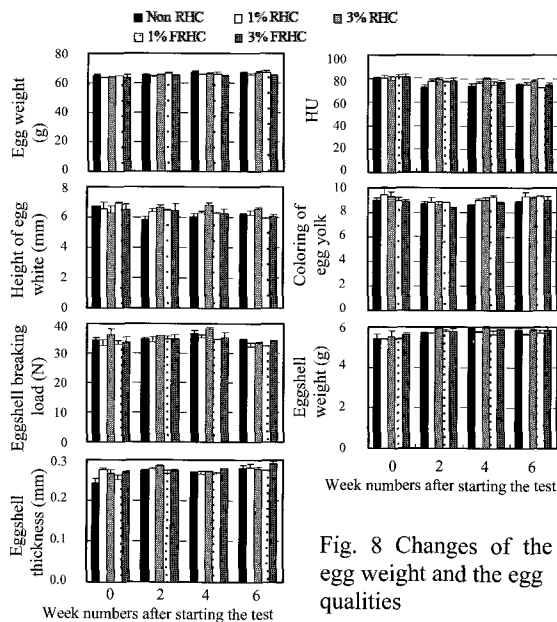 Non RHC 1% RHC 3% RHC
1% FRHC 3% FRHC
Egg weight
(g)
80
60
40
20
0
Height of egg
white (mm)
8
6
4
2
0
Eggshell breaking
load (N)
40
30
20
10
0
Eggshell
thickness (mm)
0.3
0.2
0.1
0.0
0 2 4 6
Week numbers after starting the test
HU
100
80
60
40
20
0
Coloring of
egg yolk
10
8
6
4
2
0
Eggshell
weight (g)
6
4
2
0
0 2 4 6
Week numbers after starting the test
Fig. 8 Changes of the
egg weight and the egg
qualities